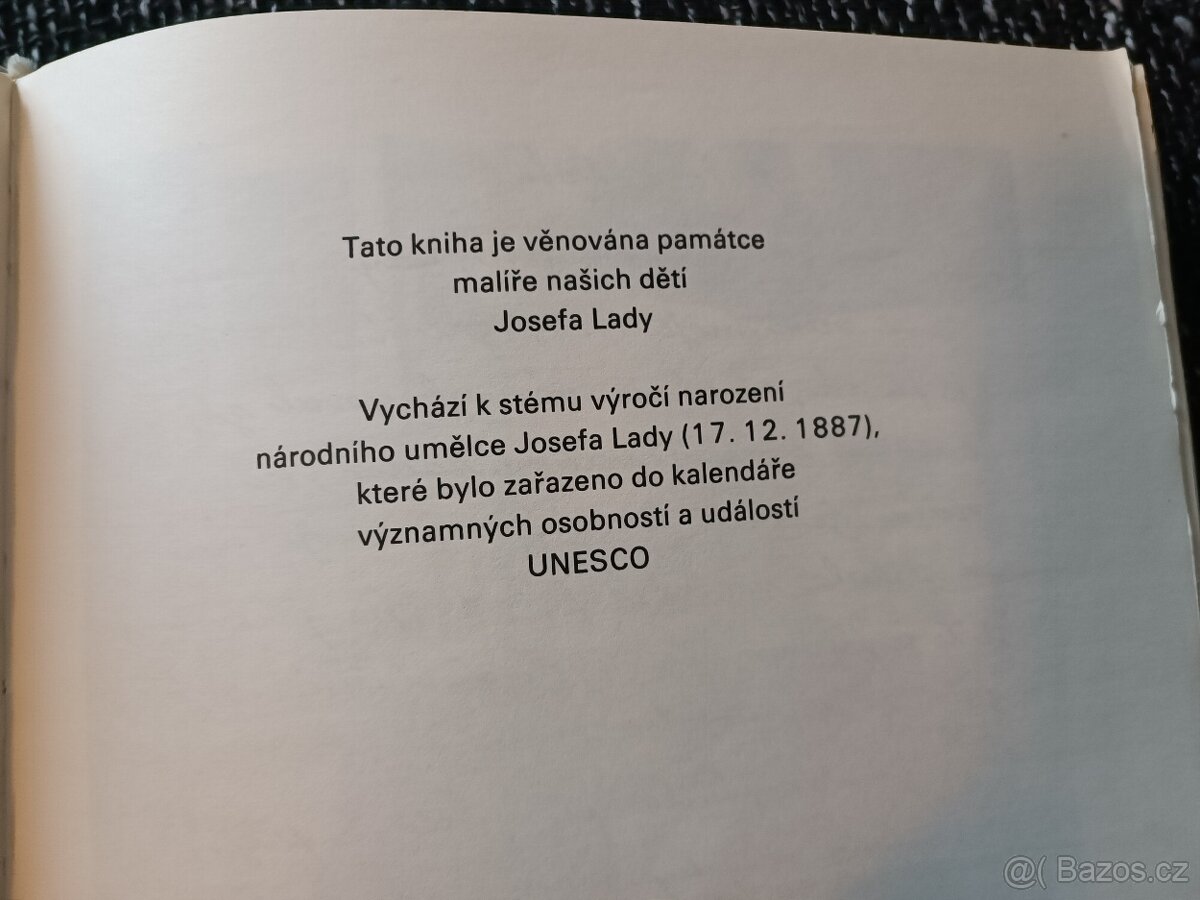 Tato kniha je věnována památce
malíře našich dětí
Josefa Lady
Vychází k stému výročí narození
národního umělce Josefa Lady (17. 12. 1887),
které bylo zařazeno do kalendáře
významných osobností a událostí
UNESCO
@( Bazos.cz